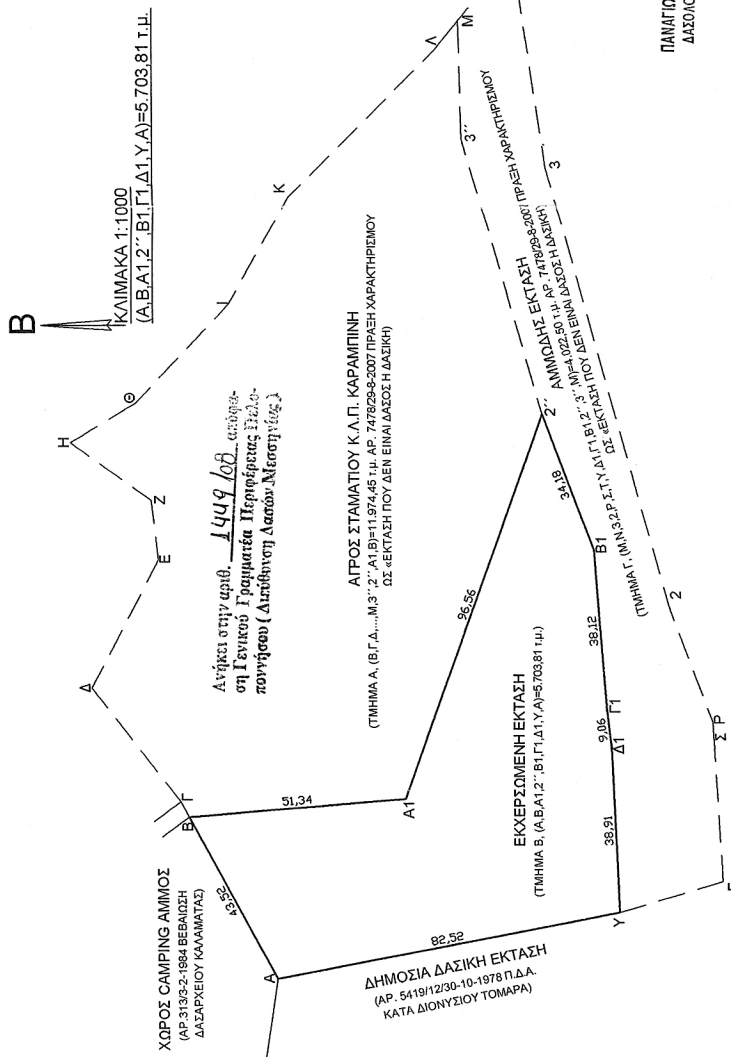 Β
ΚΛΙΜΑΚΑ 1:1000
(Α,Β,Α1,2΄΄,Β1,Γ1,Δ1,Υ,Α)=5.703,81 τ.μ.
ΠΑΝΑΓΙΩ
ΔΑΣΟΛΟ
Η
Θ
Ι
Κ
Λ
Μ
Ζ
Ε
Δ
Γ
Β
Ανήκει στην αριθ. 1449/08 απόφα-
ση Γενικού Γραμματέα Περιφέρειας Πελο-
ποννήσου (Διεύθυνση Δασών Μεσσηνίας)
ΧΩΡΟΣ CAMPING ΑΜΜΟΣ
(ΑΡ.313/3-2-1984 ΒΕΒΑΙΩΣΗ
ΔΑΣΑΡΧΕΙΟΥ ΚΑΛΑΜΑΤΑΣ)
ΑΓΡΟΣ ΣΤΑΜΑΤΙΟΥ Κ.Λ.Π. ΚΑΡΑΜΠΙΝΗ
(ΤΜΗΜΑ Α, (Β,Γ,Δ,...,Μ,3΄΄,2΄΄,Α1,Β)=11.974,45 τ.μ. ΑΡ. 7478/29-8-2007 ΠΡΑΞΗ ΧΑΡΑΚΤΗΡΙΣΜΟΥ
ΩΣ «ΕΚΤΑΣΗ ΠΟΥ ΔΕΝ ΕΙΝΑΙ ΔΑΣΟΣ Η ΔΑΣΙΚΗ)
43,52
51,34
Α1
96,56
2΄΄
3΄΄
3
34,18
Β1
38,12
Γ1
9,06
Δ1
38,91
Υ
82,52
Α
ΕΚΧΕΡΣΩΜΕΝΗ ΕΚΤΑΣΗ
(ΤΜΗΜΑ Β, (Α,Β,Α1,2΄΄,Β1,Γ1,Δ1,Υ,Α)=5.703,81 τ.μ.)
ΑΜΜΩΔΗΣ ΕΚΤΑΣΗ
(ΤΜΗΜΑ Γ, (Μ,Ν,3,2,Ρ,Σ,Τ,Υ,Δ1,Γ1,Β1,2΄΄,3΄΄,Μ)=4.022,50 τ.μ. ΑΡ. 7478/29-8-2007 ΠΡΑΞΗ ΧΑΡΑΚΤΗΡΙΣΜΟΥ
ΩΣ «ΕΚΤΑΣΗ ΠΟΥ ΔΕΝ ΕΙΝΑΙ ΔΑΣΟΣ Η ΔΑΣΙΚΗ)
2
Σ Ρ
ΔΗΜΟΣΙΑ ΔΑΣΙΚΗ ΕΚΤΑΣΗ
(ΑΡ. 5419/12/30-10-1978 Π.Δ.Α.
ΚΑΤΑ ΔΙΟΝΥΣΙΟΥ ΤΟΜΑΡΑ)